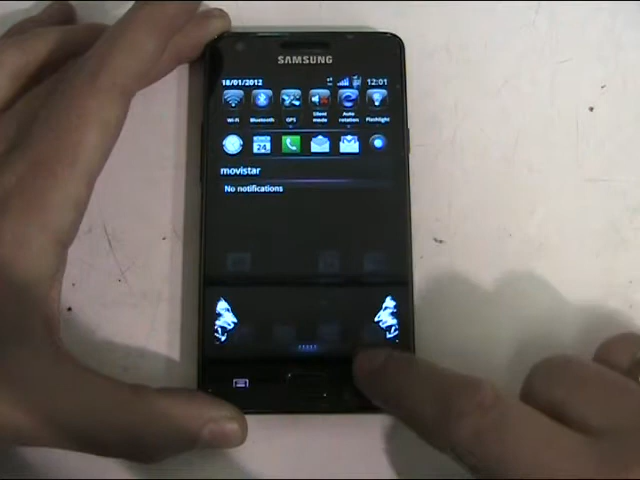 SAMSUNG
18/01/2012 12:01
Wi-Fi Bluetooth GPS Silent mode Auto rotation Flashlight
24
movistar
No notifications